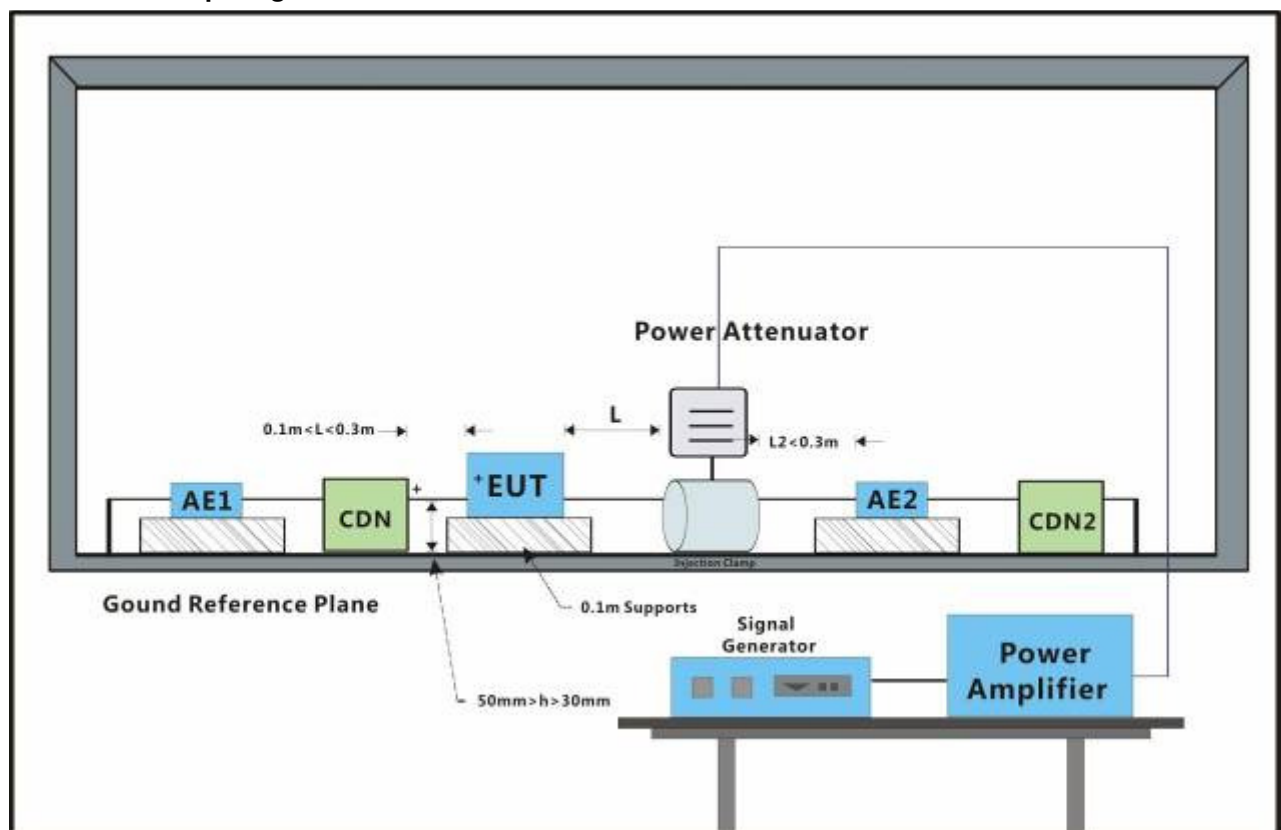 Power Attenuator
0.1m<L<0.3m
L
L2<0.3m
AE1
CDN
+
+EUT
AE2
CDN2
Injection Clamp
Gound Reference Plane
0.1m Supports
50mm>h>30mm
Signal
Generator
Power
Amplifier